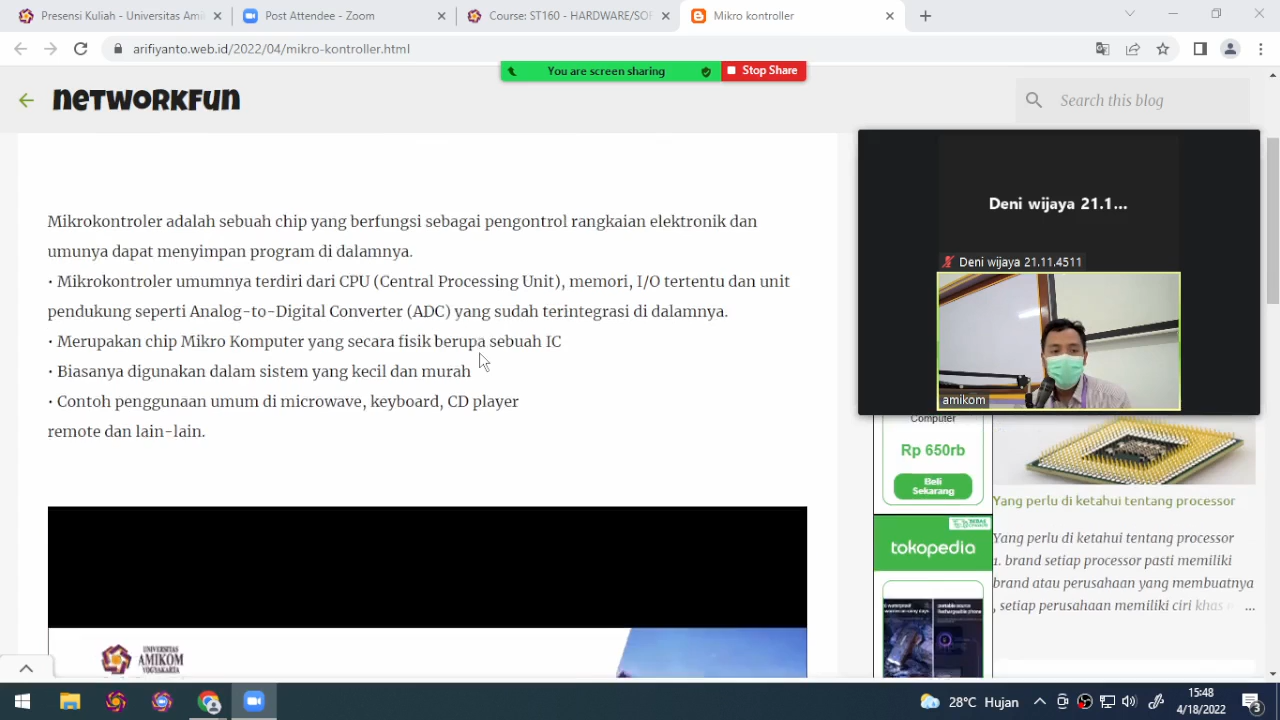 Presensi Kuliah - Universitas Ami
Post Attendee - Zoom
Course: ST160 - HARDWARE/SOF
Mikro kontroller
arifiyanto.web.id/2022/04/mikro-kontroller.html
You are screen sharing
Stop Share
NETWORKFUN
Search this blog
Mikrokontroler adalah sebuah chip yang berfungsi sebagai pengontrol rangkaian elektronik dan
umunya dapat menyimpan program di dalamnya.
• Mikrokontroler umumnya terdiri dari CPU (Central Processing Unit), memori, I/O tertentu dan unit
pendukung seperti Analog-to-Digital Converter (ADC) yang sudah terintegrasi di dalamnya.
• Merupakan chip Mikro Komputer yang secara fisik berupa sebuah IC
• Biasanya digunakan dalam sistem yang kecil dan murah
• Contoh penggunaan umum di microwave, keyboard, CD player
remote dan lain-lain.
Deni wijaya 21.1...
Deni wijaya 21.11.4511
amikom
Computer
Rp 650rb
Beli
Sekarang
tokopedia
Yang perlu di ketahui tentang processor
Yang perlu di ketahui tentang processor
1. brand setiap processor pasti memiliki
brand atau perusahaan yang membuatnya
, setiap perusahaan memiliki ciri khas ...
UNIVERSITAS
AMIKOM
YOGYAKARTA
28°C Hujan
15:48
4/18/2022
3